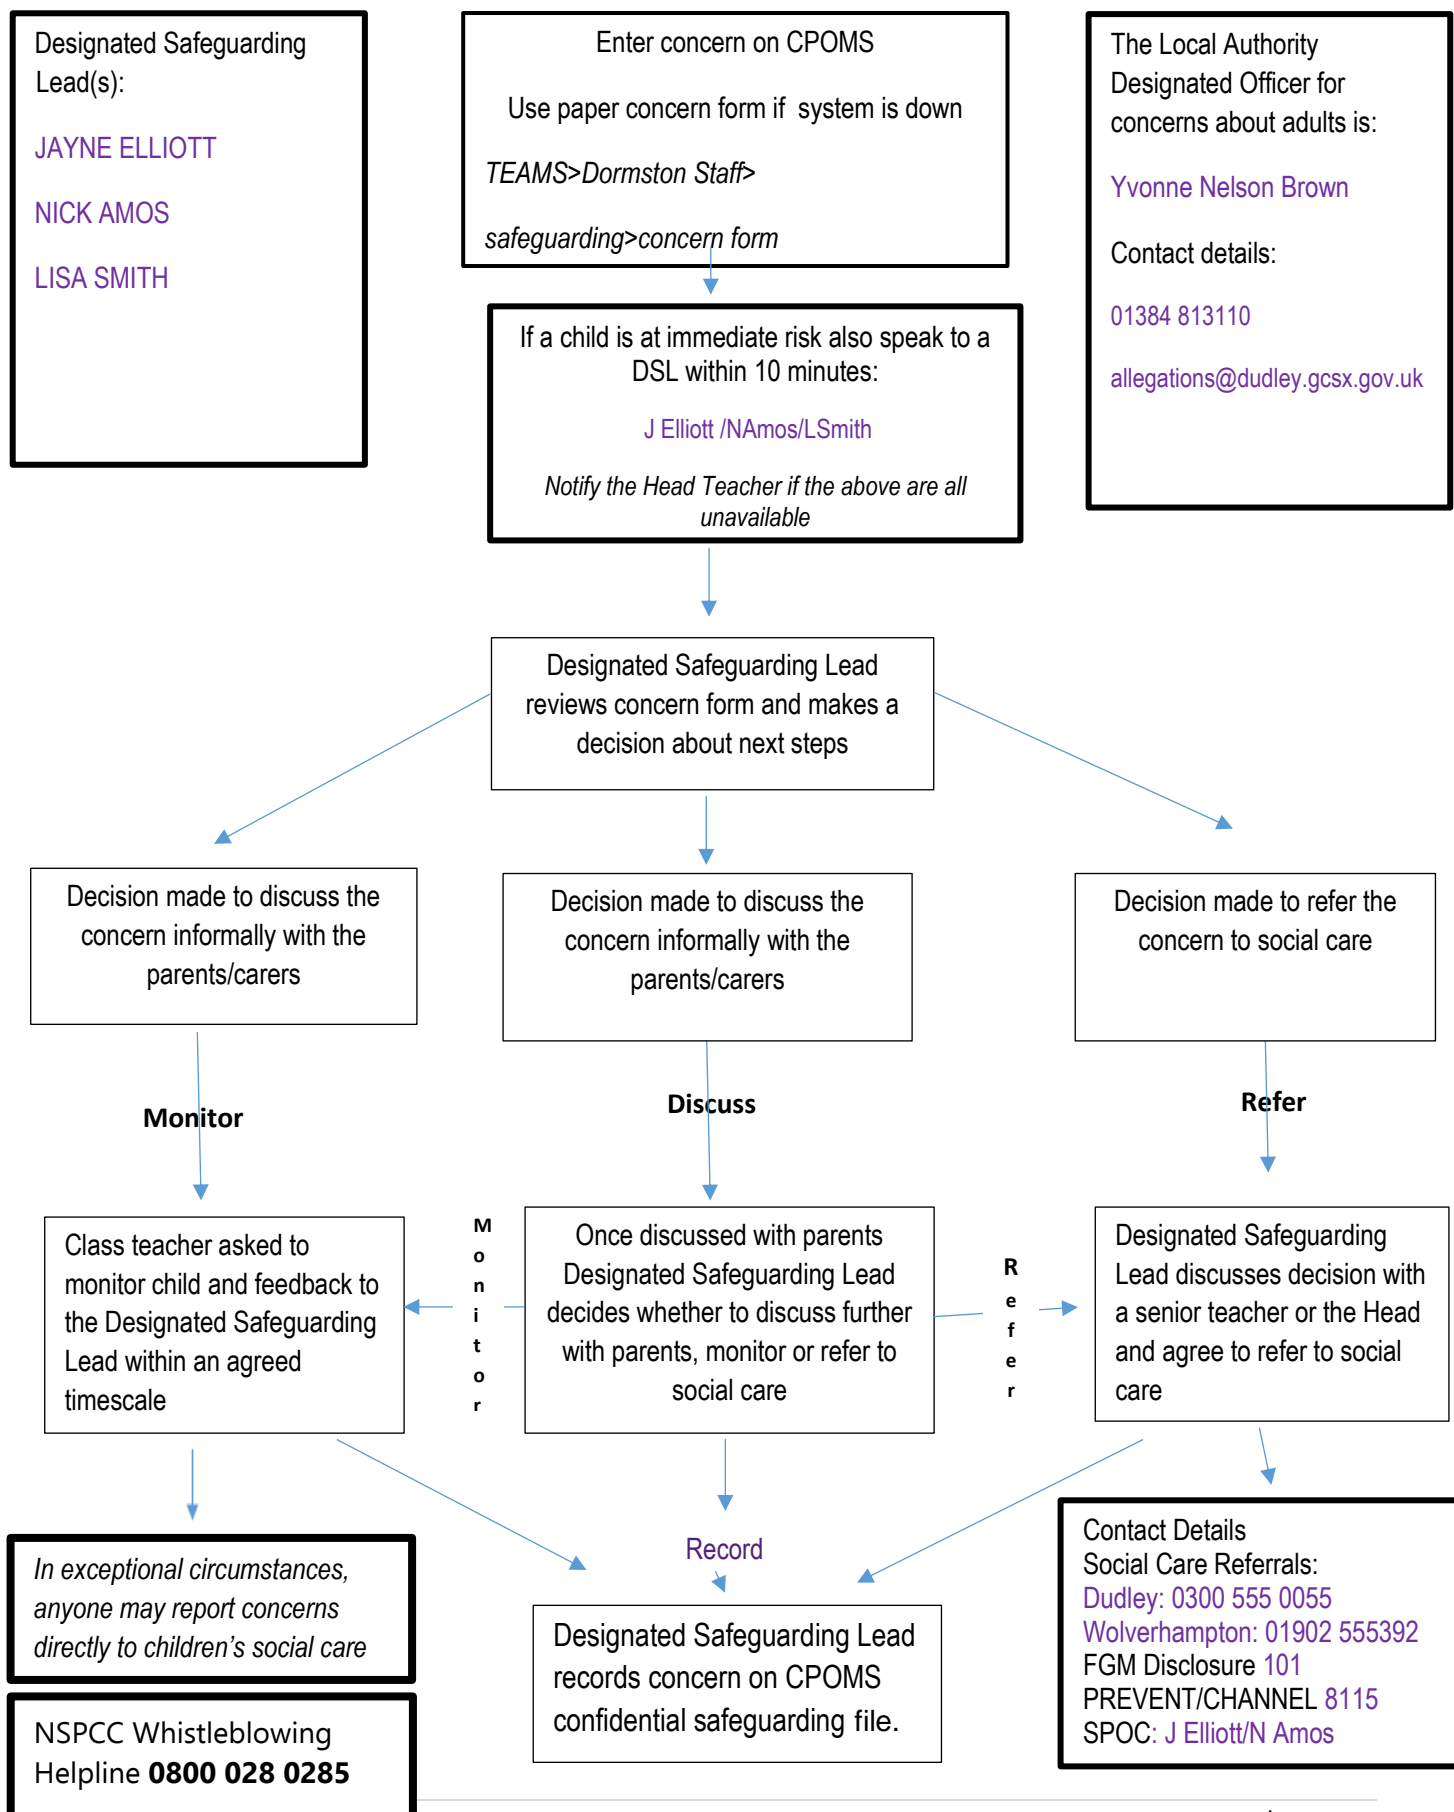 Designated Safeguarding
Lead(s):
JAYNE ELLIOTT
NICK AMOS
LISA SMITH
Enter concern on CPOMS
Use paper concern form if system is down
TEAMS>Dormston Staff>
safeguarding>concern form
The Local Authority
Designated Officer for
concerns about adults is:
Yvonne Nelson Brown
Contact details:
01384 813110
allegations@dudley.gcsx.gov.uk
If a child is at immediate risk also speak to a
DSL within 10 minutes:
J Elliott /NAmos/LSmith
Notify the Head Teacher if the above are all
unavailable
Designated Safeguarding Lead
reviews concern form and makes a
decision about next steps
Decision made to discuss the
concern informally with the
parents/carers
Decision made to discuss the
concern informally with the
parents/carers
Decision made to refer the
concern to social care
Monitor
Discuss
Refer
Class teacher asked to
monitor child and feedback to
the Designated Safeguarding
Lead within an agreed
timescale
Monitor
Once discussed with parents
Designated Safeguarding Lead
decides whether to discuss further
with parents, monitor or refer to
social care
Refer
Designated Safeguarding
Lead discusses decision with
a senior teacher or the Head
and agree to refer to social
care
In exceptional circumstances,
anyone may report concerns
directly to children's social care
NSPCC Whistleblowing
Helpline 0800 028 0285
Record
Designated Safeguarding Lead
records concern on CPOMS
confidential safeguarding file.
Contact Details
Social Care Referrals:
Dudley: 0300 555 0055
Wolverhampton: 01902 555392
FGM Disclosure 101
PREVENT/CHANNEL 8115
SPOC: J Elliott/N Amos